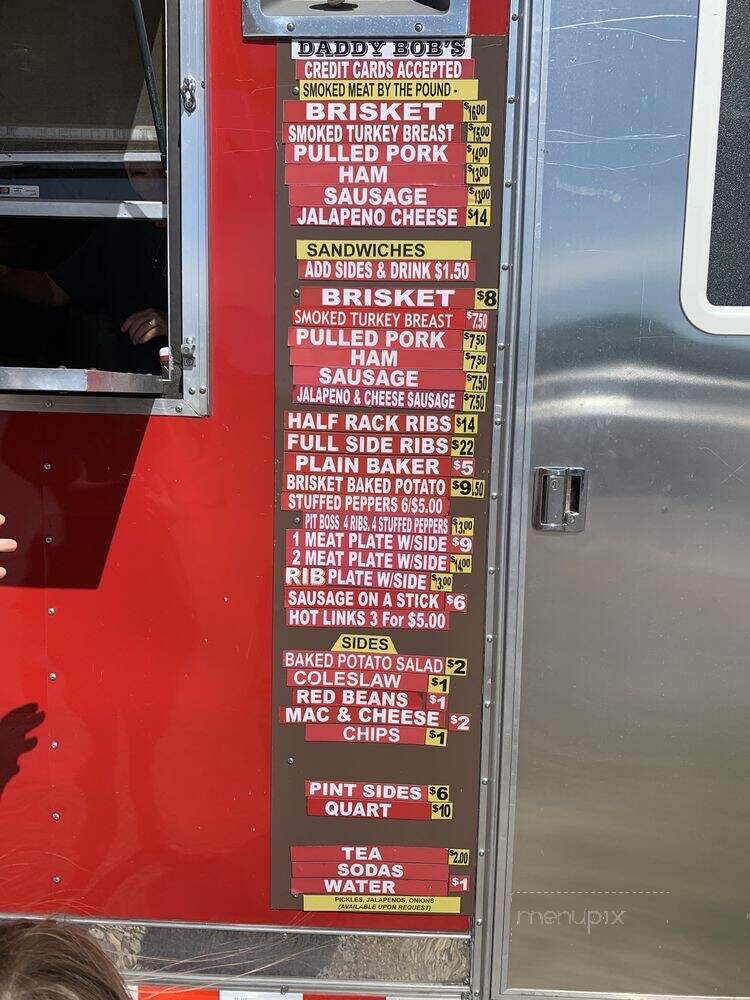 DADDY BOB'S
CREDIT CARDS ACCEPTED
SMOKED MEAT BY THE POUND -
BRISKET $16.00
SMOKED TURKEY BREAST $15.00
PULLED PORK $14.00
HAM $13.00
SAUSAGE $13.00
JALAPENO CHEESE $14
SANDWICHES
ADD SIDES & DRINK $1.50
BRISKET $8
SMOKED TURKEY BREAST $7.50
PULLED PORK $7.50
HAM $7.50
SAUSAGE $7.50
JALAPENO & CHEESE SAUSAGE $7.50
HALF RACK RIBS $14
FULL SIDE RIBS $22
PLAIN BAKER $5
BRISKET BAKED POTATO $9.50
STUFFED PEPPERS 6/$5.00
PIT BOSS 4 RIBS, 4 STUFFED PEPPERS $13.00
1 MEAT PLATE W/SIDE $9
2 MEAT PLATE W/SIDE $14.00
RIB PLATE W/SIDE
SAUSAGE ON A STICK $6
HOT LINKS 3 For $5.00
SIDES
BAKED POTATO SALAD $2
COLESLAW $1
RED BEANS $1
MAC & CHEESE $2
CHIPS $1
PINT SIDES $6
QUART $10
TEA $2.00
SODAS
WATER $1
PICKLES, JALAPENOS, ONIONS
(AVAILABLE UPON REQUEST)
menupix